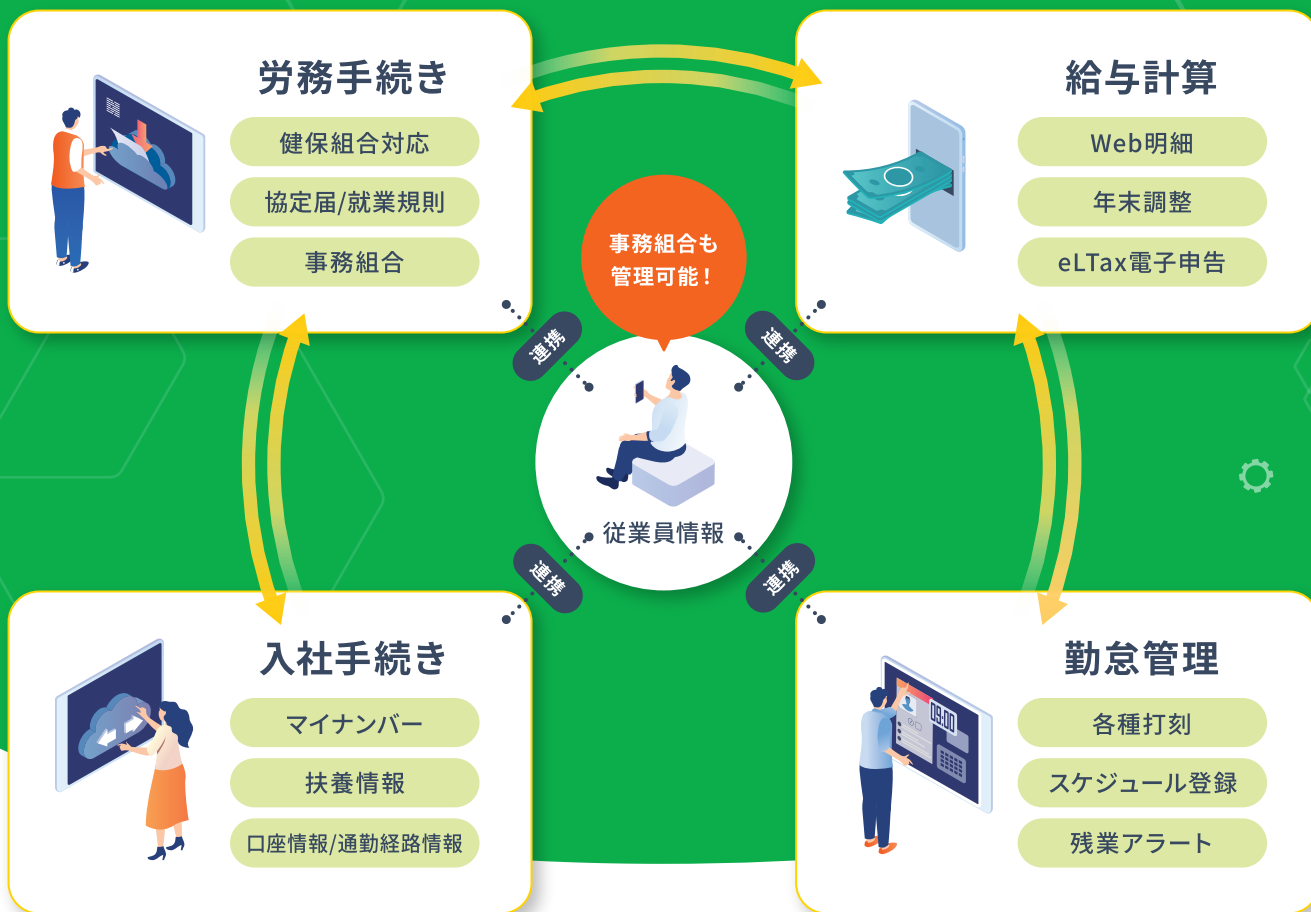 労務手続き
健保組合対応
協定届/就業規則
事務組合
給与計算
Web明細
年末調整
eLTax電子申告
事務組合も
管理可能！
連携
連携
従業員情報
連携
連携
入社手続き
マイナンバー
扶養情報
口座情報/通勤経路情報
勤怠管理
09:00
各種打刻
スケジュール登録
残業アラート